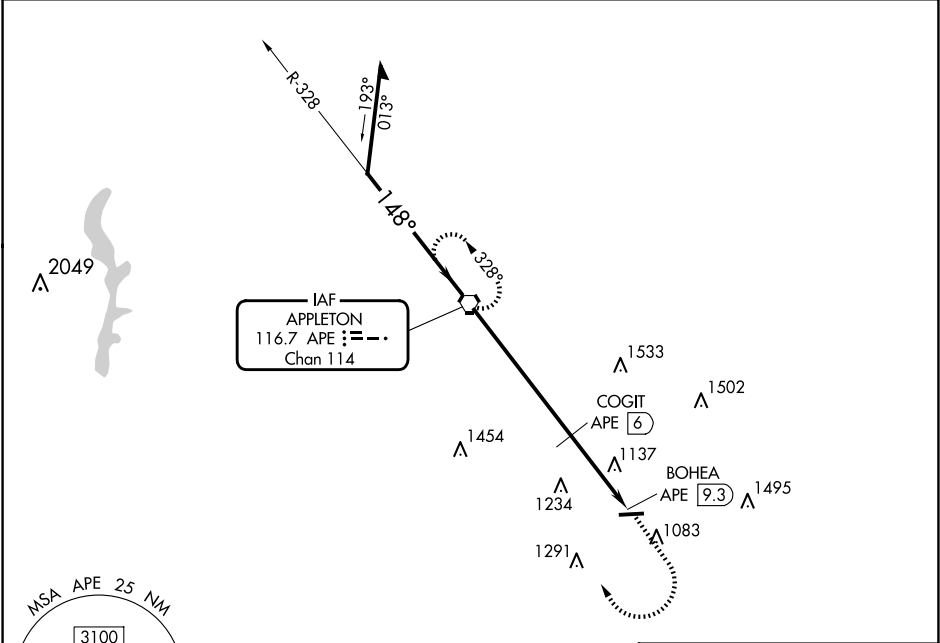 R-328
193°
013°
148°
328°
2049
IAF
APPLETON
116.7 APE
Chan 114
1533
1502
COGIT
APE 6
1454
1137
BOHEA
APE 9.3
1495
1234
1083
1291
MSA APE 25 NM
3100